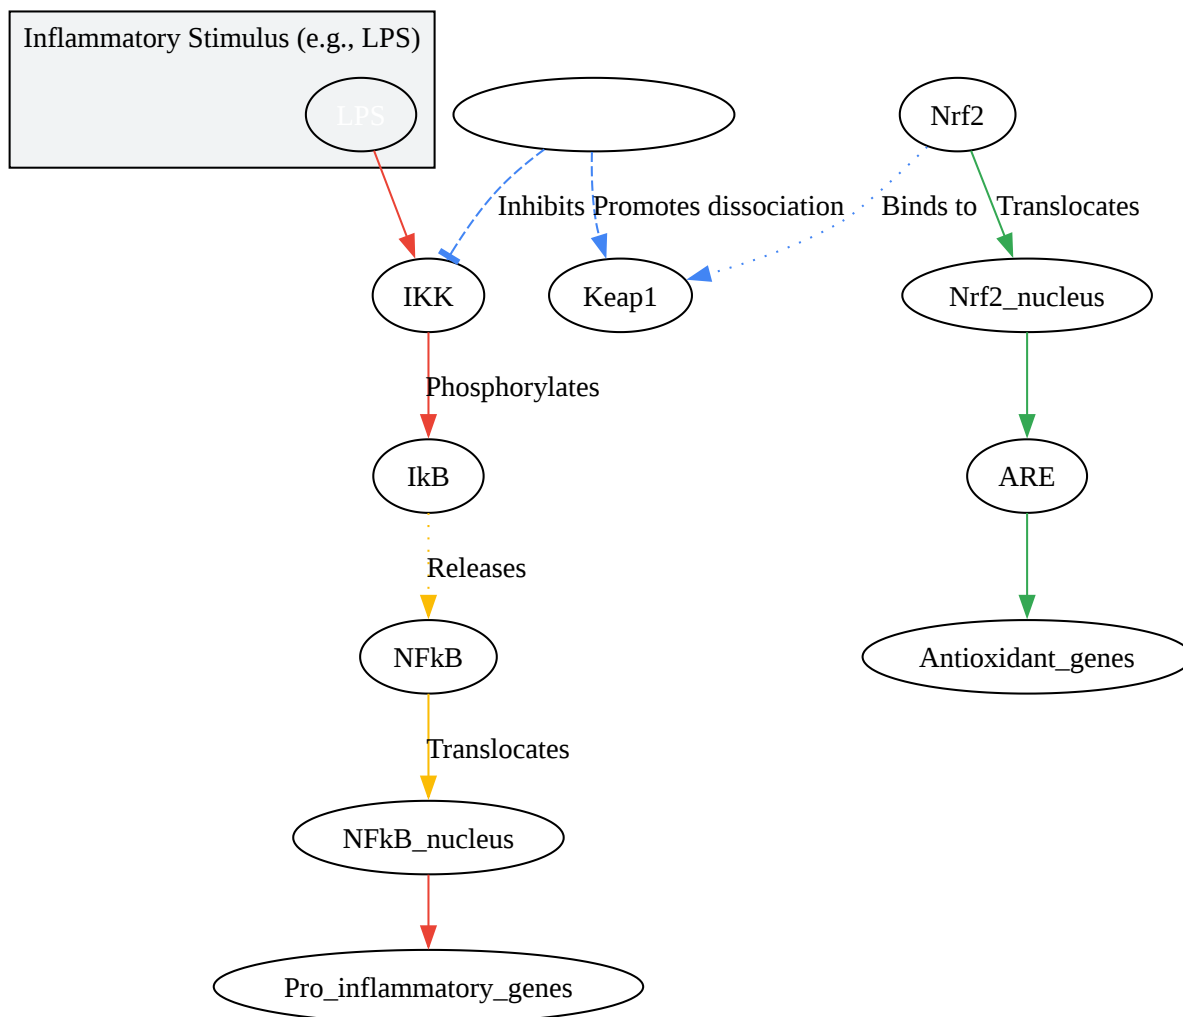 Inflammatory Stimulus (e.g., LPS)
LPS
Nrf2
Inhibits
Promotes dissociation
Binds to
Translocates
IKK
Keap1
Nrf2_nucleus
Phosphorylates
IkB
ARE
Releases
NFkB
Antioxidant_genes
Translocates
NFkB_nucleus
Pro_inflammatory_genes